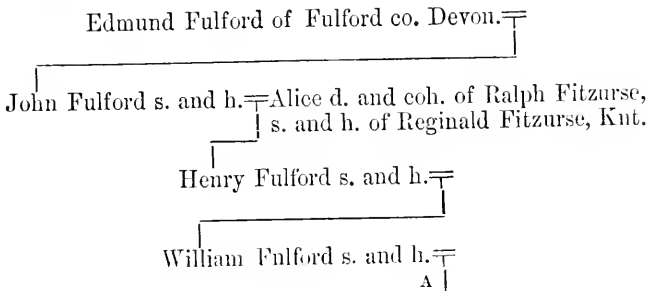 Edmund Fulford of Fulford co. Devon.
John Fulford s. and h. Alice d. and coh. of Ralph Fitzurse,
s. and h. of Reginald Fitzurse, Knt.
Henry Fulford s. and h.
William Fulford s. and h.
A